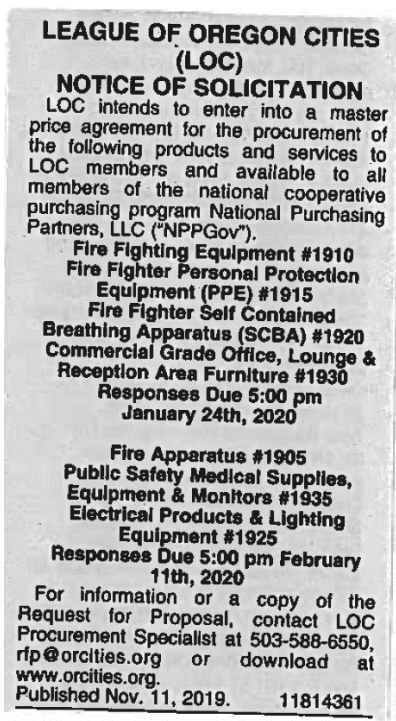 LEAGUE OF OREGON CITIES
(LOC)
NOTICE OF SOLICITATION
LOC intends to enter into a master
price agreement for the procurement of
the following products and services to
LOC members and available to all
members of the national cooperative
purchasing program National Purchasing
Partners, LLC ("NPPGov").
Fire Fighting Equipment #1910
Fire Fighter Personal Protection
Equipment (PPE) #1915
Fire Fighter Self Contained
Breathing Apparatus (SCBA) #1920
Commercial Grade Office, Lounge &
Reception Area Furniture #1930
Responses Due 5:00 pm
January 24th, 2020
Fire Apparatus #1905
Public Safety Medical Supplies,
Equipment & Monitors #1935
Electrical Products & Lighting
Equipment #1925
Responses Due 5:00 pm February
11th, 2020
For information or a copy of the
Request for Proposal, contact LOC
Procurement Specialist at 503-588-6550,
rfp@orcities.org or download at
www.orcities.org.
Published Nov. 11, 2019. 11814361